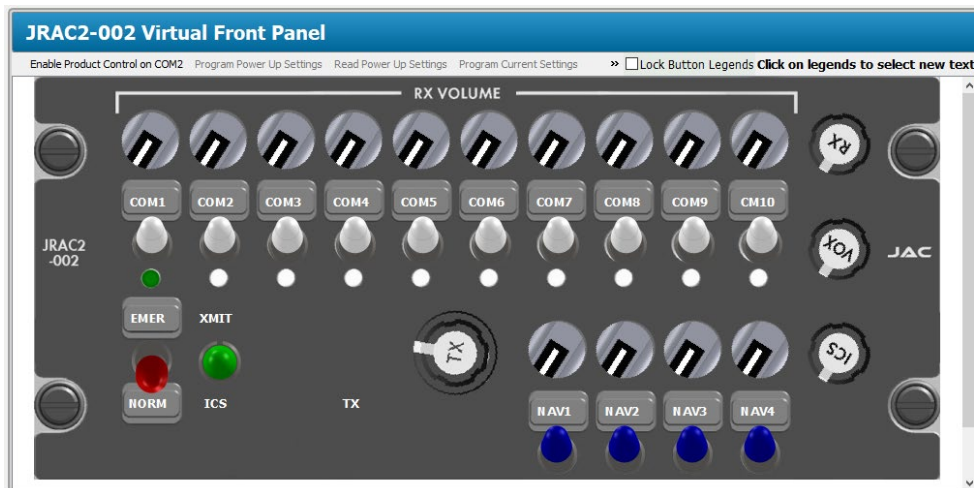 JRAC2-002 Virtual Front Panel
Enable Product Control on COM2 Program Power Up Settings Read Power Up Settings Program Current Settings » Lock Button Legends Click on legends to select new text
RX VOLUME
RX
COM1 COM2 COM3 COM4 COM5 COM6 COM7 COM8 COM9 CM10
JRAC2
-002
VOX
JAC
EMER XMIT
TX
ICS
NORM ICS TX
NAV1 NAV2 NAV3 NAV4